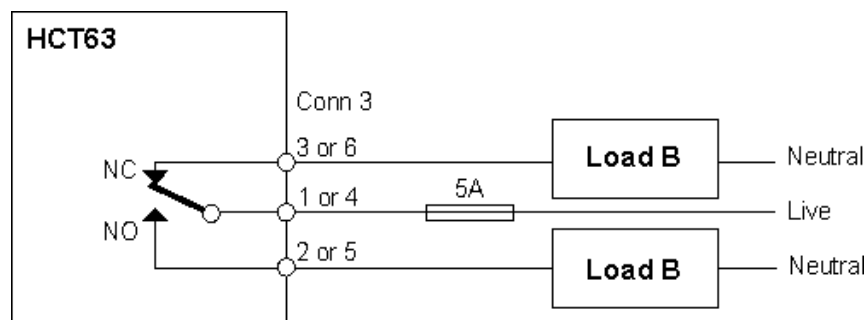 HCT63
Conn 3
3 or 6
Load B
Neutral
NC
5A
1 or 4
Live
NO
2 or 5
Load B
Neutral